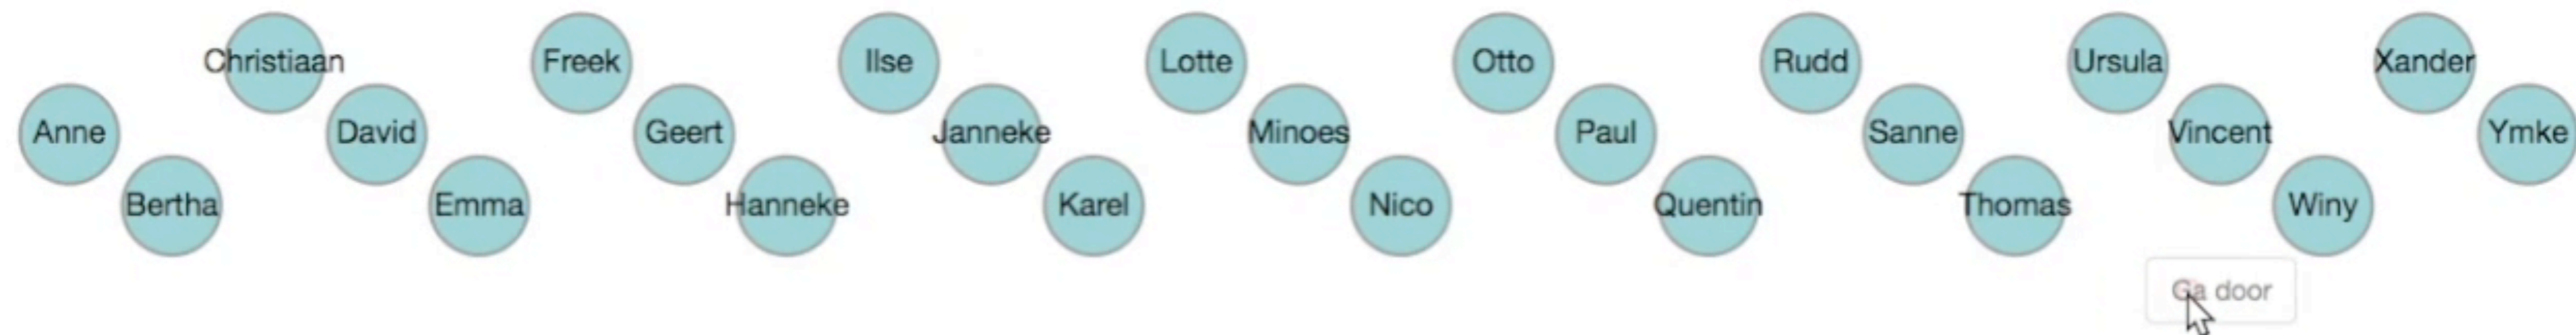 Christiaan Freek Ilse Lotte Otto Rudd Ursula Xander
Anne David Geert Janneke Minoes Paul Sanne Vincent Ymke
Bertha Emma Hanneke Karel Nico Quentin Thomas Winy
Ga door